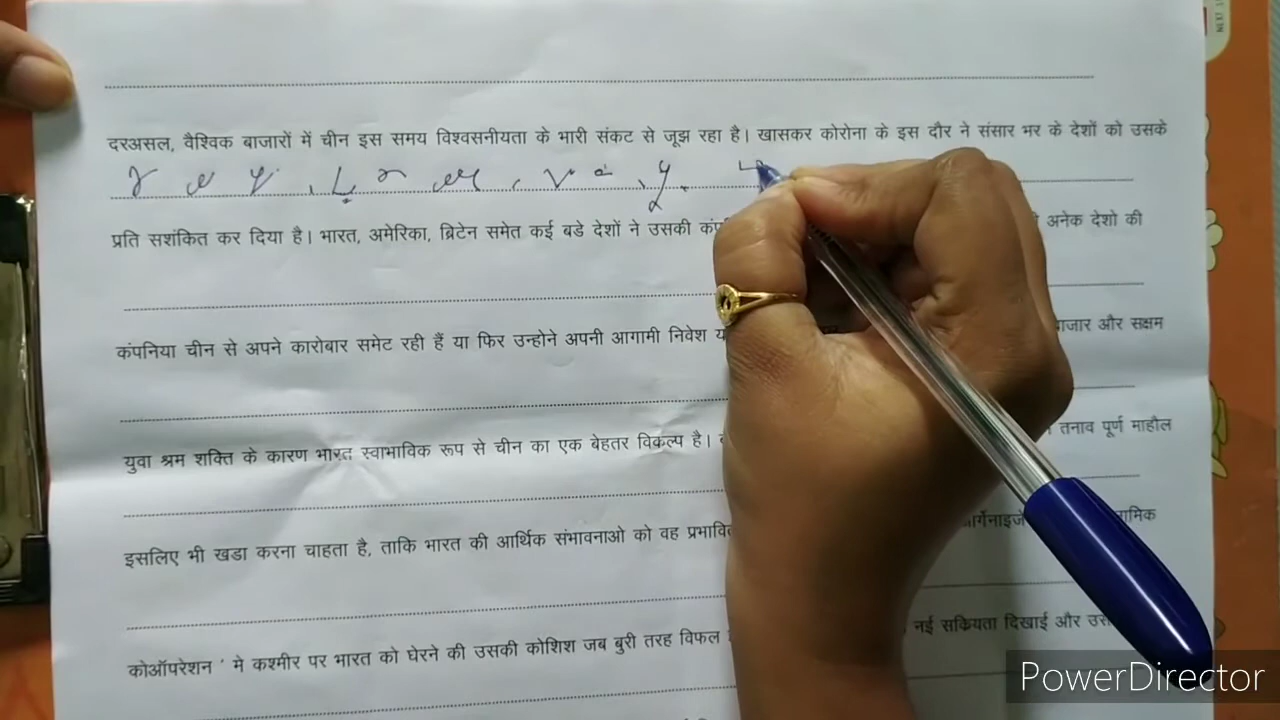 दरअसल, वैश्विक बाजारों में चीन इस समय विश्वसनीयता के भारी संकट से जूझ रहा है। खासकर कोरोना के इस दौर ने संसार भर के देशों को उसके
प्रति सशंकित कर दिया है। भारत, अमेरिका, ब्रिटेन समेत कई बडे देशों ने उसकी अनेक देशो की
कंपनिया चीन से अपने कारोबार समेट रही हैं या फिर उन्होने अपनी आगामी निवेश बाजार और सक्षम
युवा श्रम शक्ति के कारण भारत स्वाभाविक रूप से चीन का एक बेहतर विकल्प है। तनाव पूर्ण माहौल
इसलिए भी खडा करना चाहता है, ताकि भारत की आर्थिक संभावनाओ को वह
कोऑपरेशन ' मे कश्मीर पर भारत को घेरने की उसकी कोशिश जब बुरी तरह विफल नई सक्रियता दिखाई और
PowerDirector